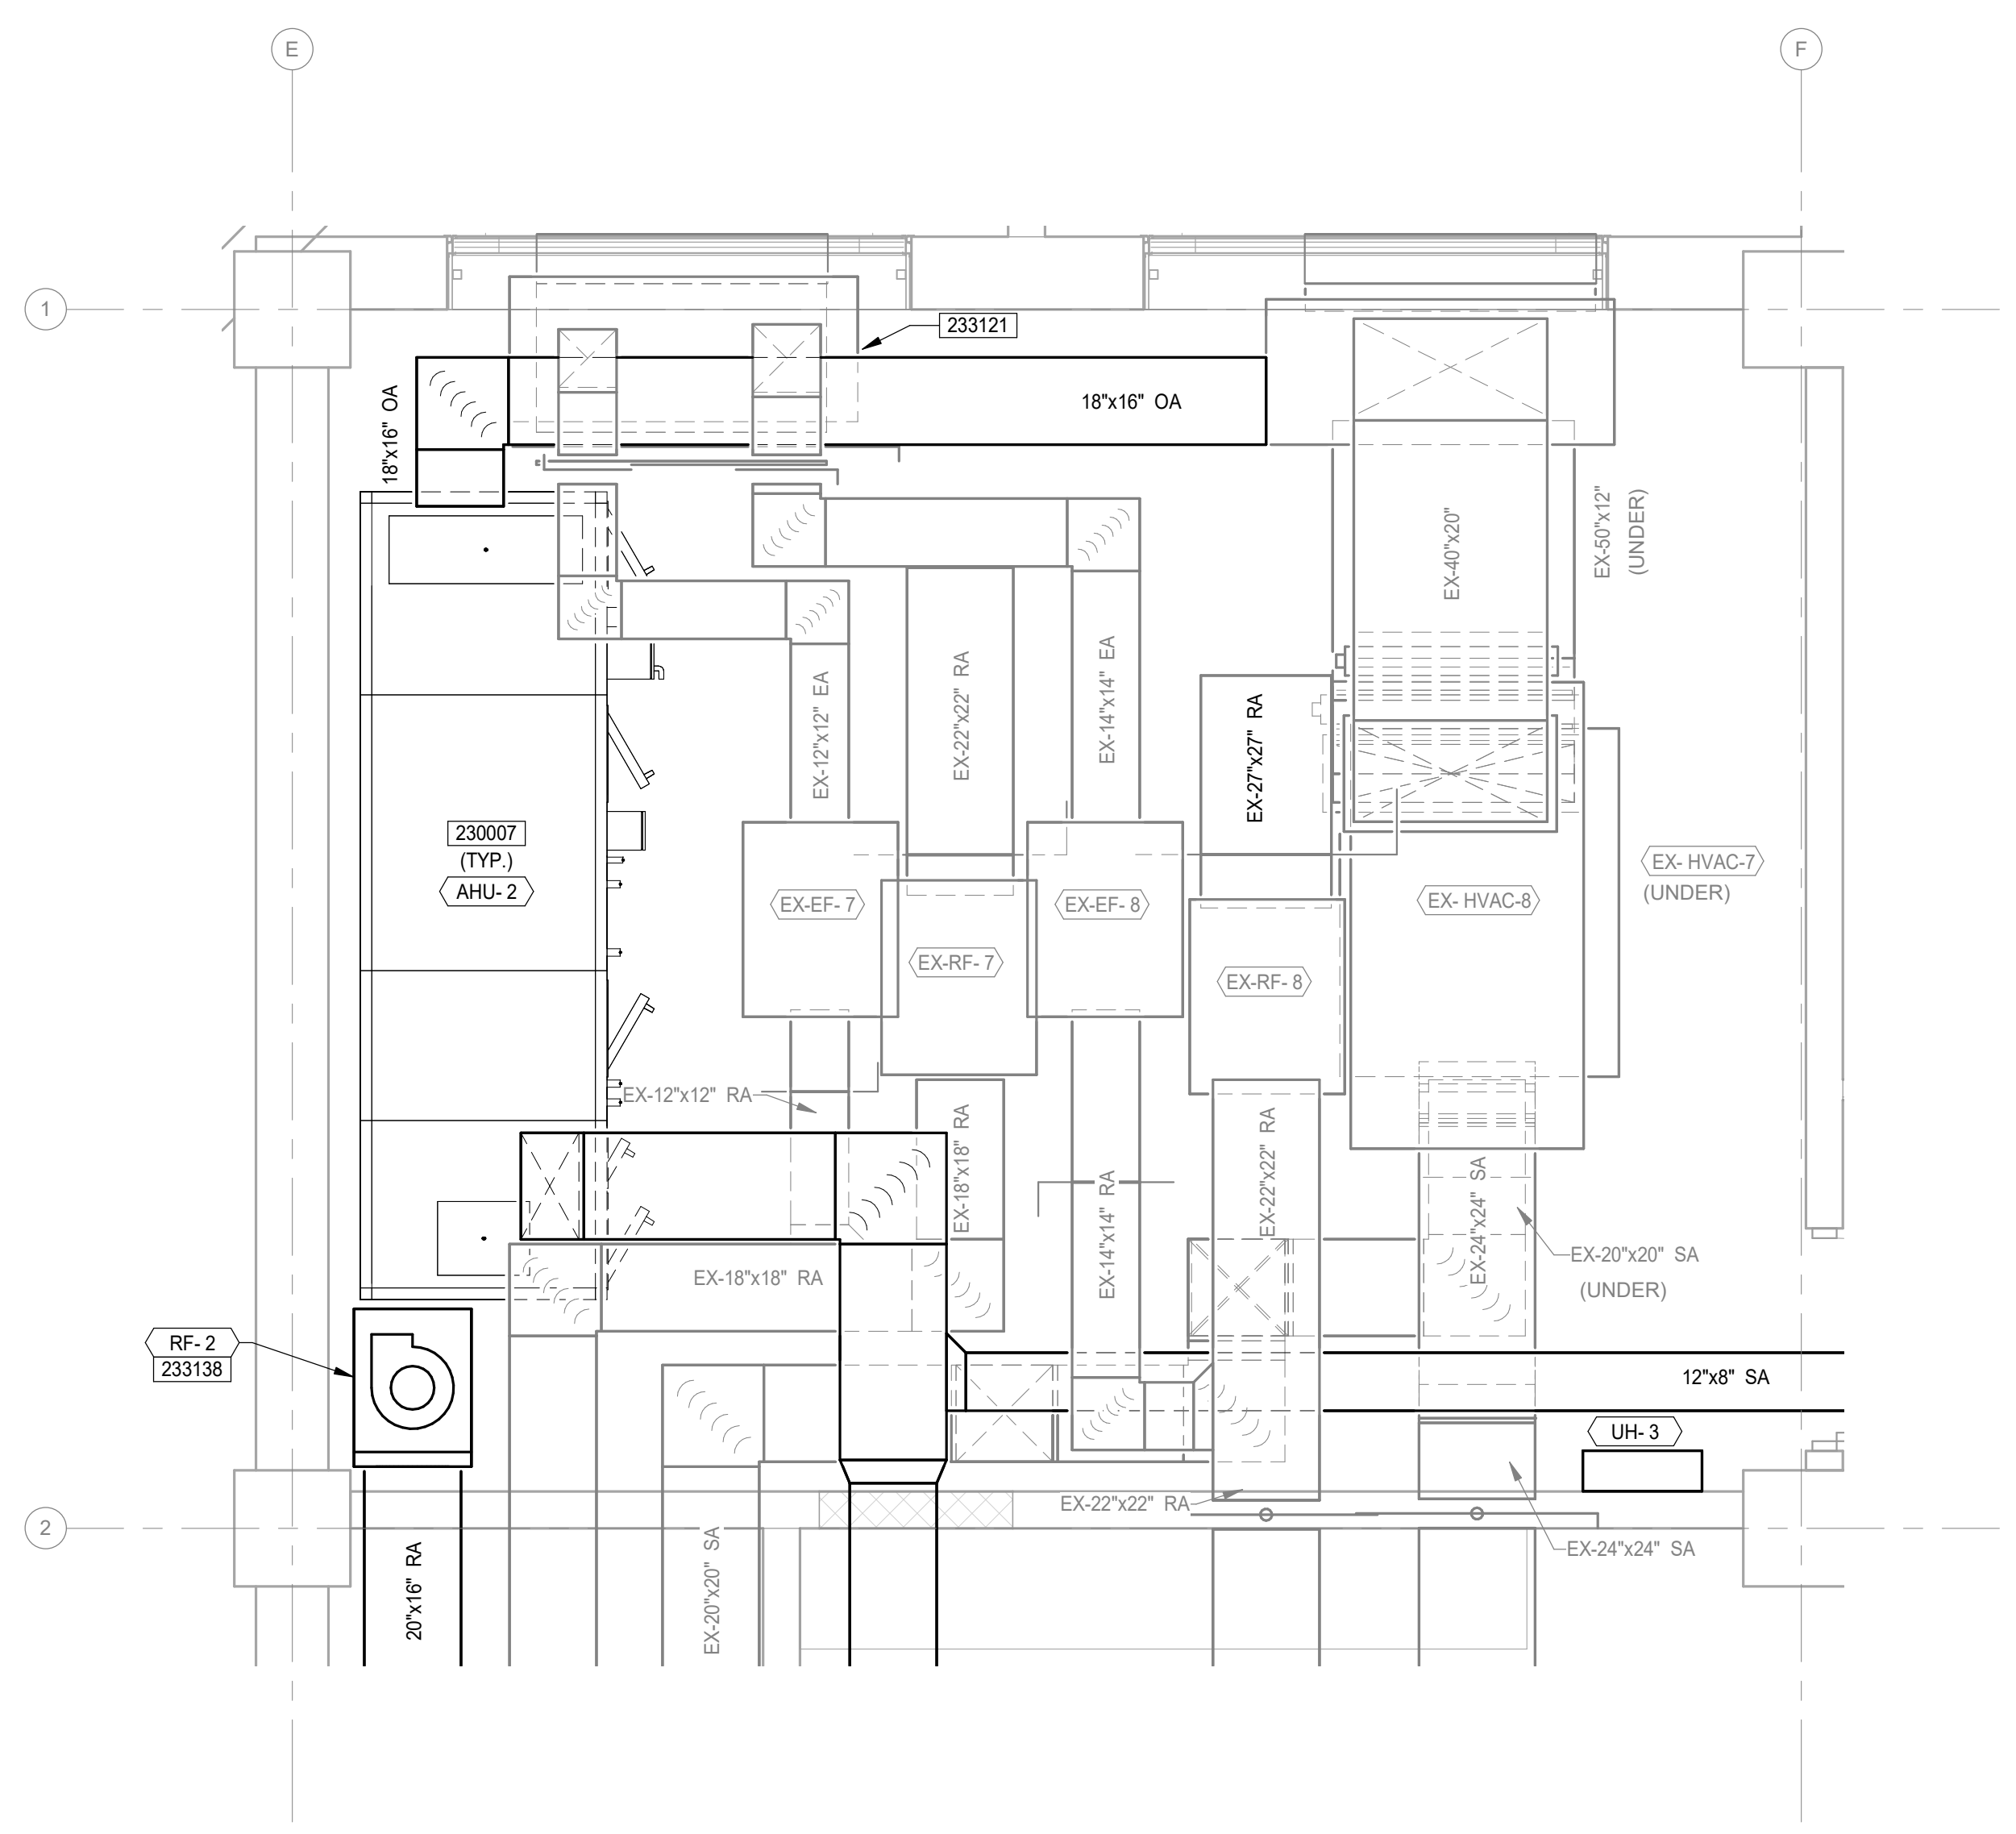 E
F
1
233121
18"x16" OA
18"x16" OA
EX-40"x20"
EX-50"x12"
(UNDER)
EX-12"x12" EA
EX-22"x22" RA
EX-14"x14" EA
EX-27"x27" RA
230007
(TYP.)
AHU- 2
EX-EF- 7
EX-RF- 7
EX-EF- 8
EX-RF- 8
EX- HVAC-8
EX- HVAC-7
(UNDER)
EX-12"x12" RA
EX-18"x18" RA
EX-14"x14" RA
EX-22"x22" RA
EX-24"x24" SA
EX-20"x20" SA
(UNDER)
EX-18"x18" RA
RF- 2
233138
12"x8" SA
UH- 3
EX-22"x22" RA
2
EX-24"x24" SA
20"x16" RA
EX-20"x20" SA